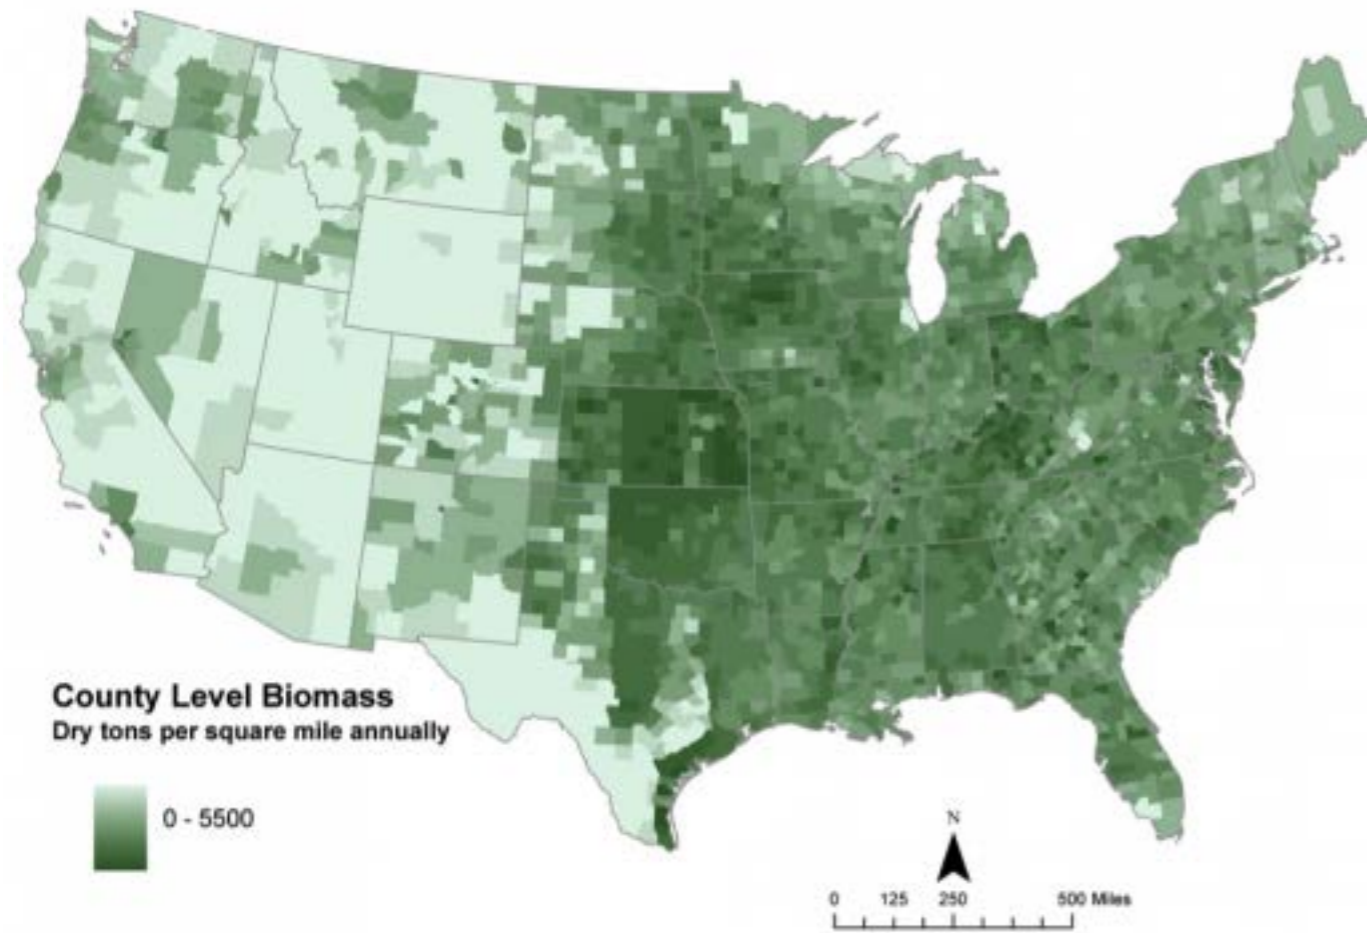 County Level Biomass
Dry tons per square mile annually
0 - 5500
N
0 125 250 500 Miles